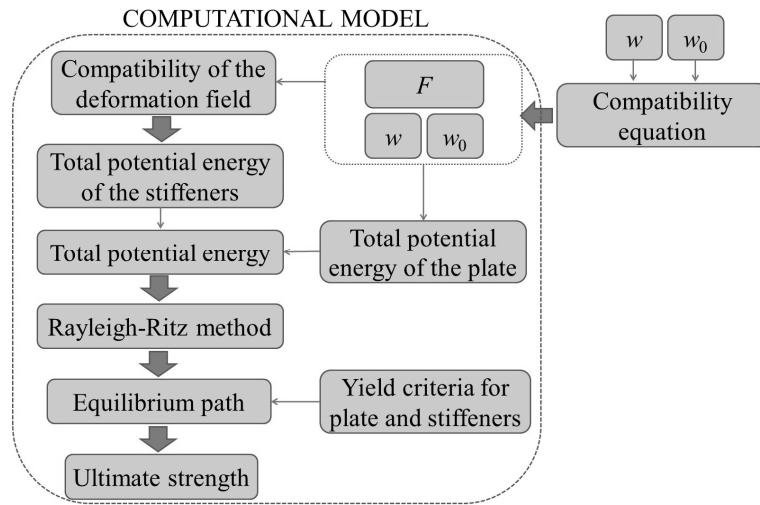 COMPUTATIONAL MODEL
Compatibility of the
deformation field
Total potential energy
of the stiffeners
Total potential energy
Rayleigh-Ritz method
Equilibrium path
Ultimate strength
F
w
w₀
Total potential
energy of the plate
Yield criteria for
plate and stiffeners
w
w₀
Compatibility
equation